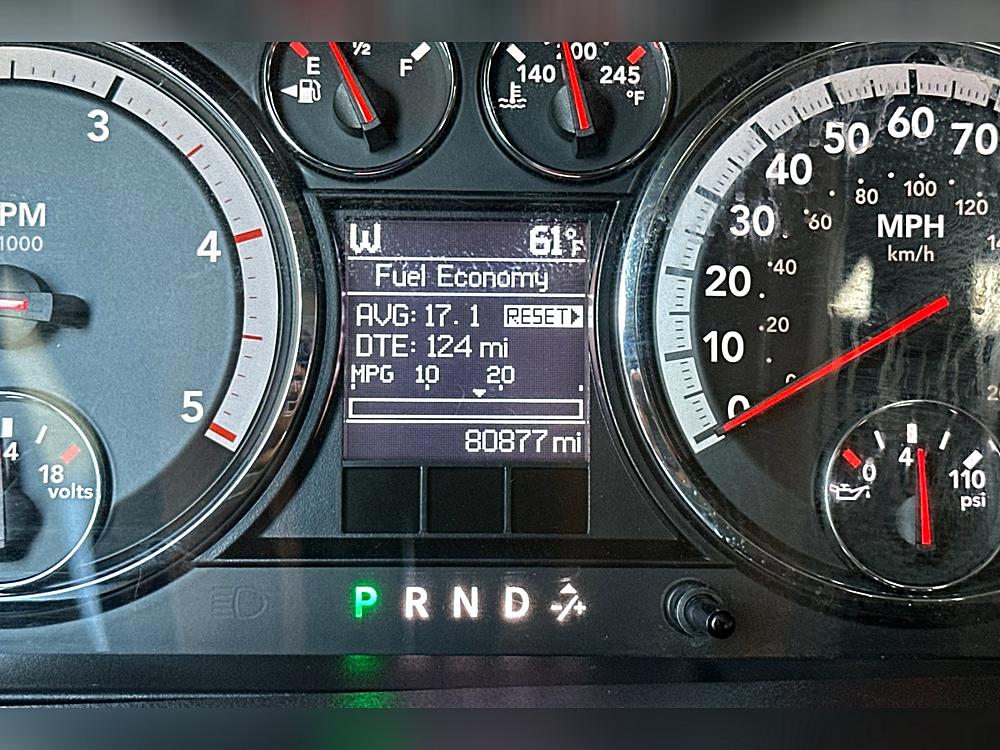 E ½ F
140 200 245
°F
3
4
5
PM
1000
18
volts
W 61°F
Fuel Economy
AVG: 17.1 RESET
DTE: 124 mi
MPG 10 20
80877 mi
P R N D -/+
0 10 20 30 40 50 60 70
20 40 60 80 100 120
MPH
km/h
0 4 110
psi